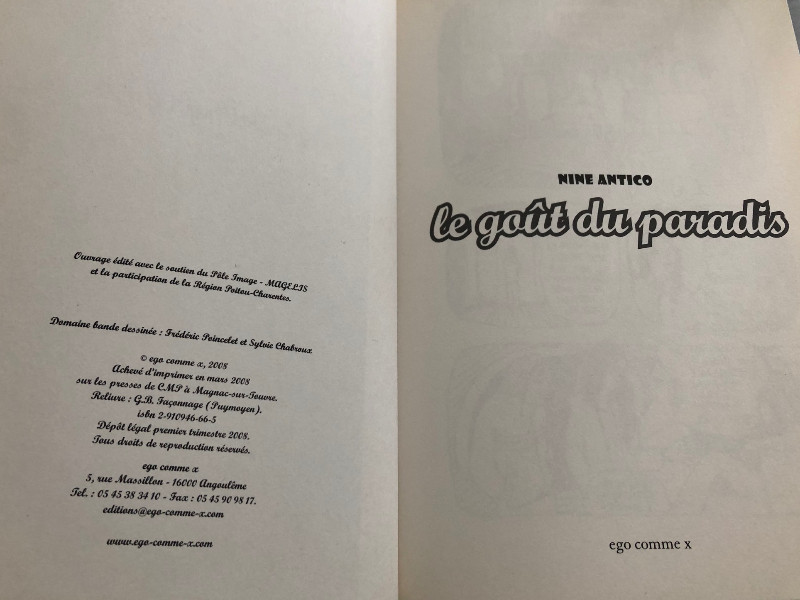 Ouvrage édité avec le soutien du Pôle Image - MAGELIS
et la participation de la Région Poitou-Charentes.
Domaine bande dessinée : Frédéric Poincelet et Sylvie Chabroux
© ego comme x, 2008
Achevé d'imprimer en mars 2008
sur les presses de CMP à Magnac-sur-Touvre.
Reliure : G.B. Façonnage (Puymoyen).
isbn 2-910946-66-5
Dépôt légal premier trimestre 2008.
Tous droits de reproduction réservés.
ego comme x
5, rue Massillon - 16000 Angoulême
Tel. : 05 45 38 34 10 - Fax : 05 45 90 98 17.
editions@ego-comme-x.com
www.ego-comme-x.com
NINE ANTICO
le goût du paradis
ego comme x